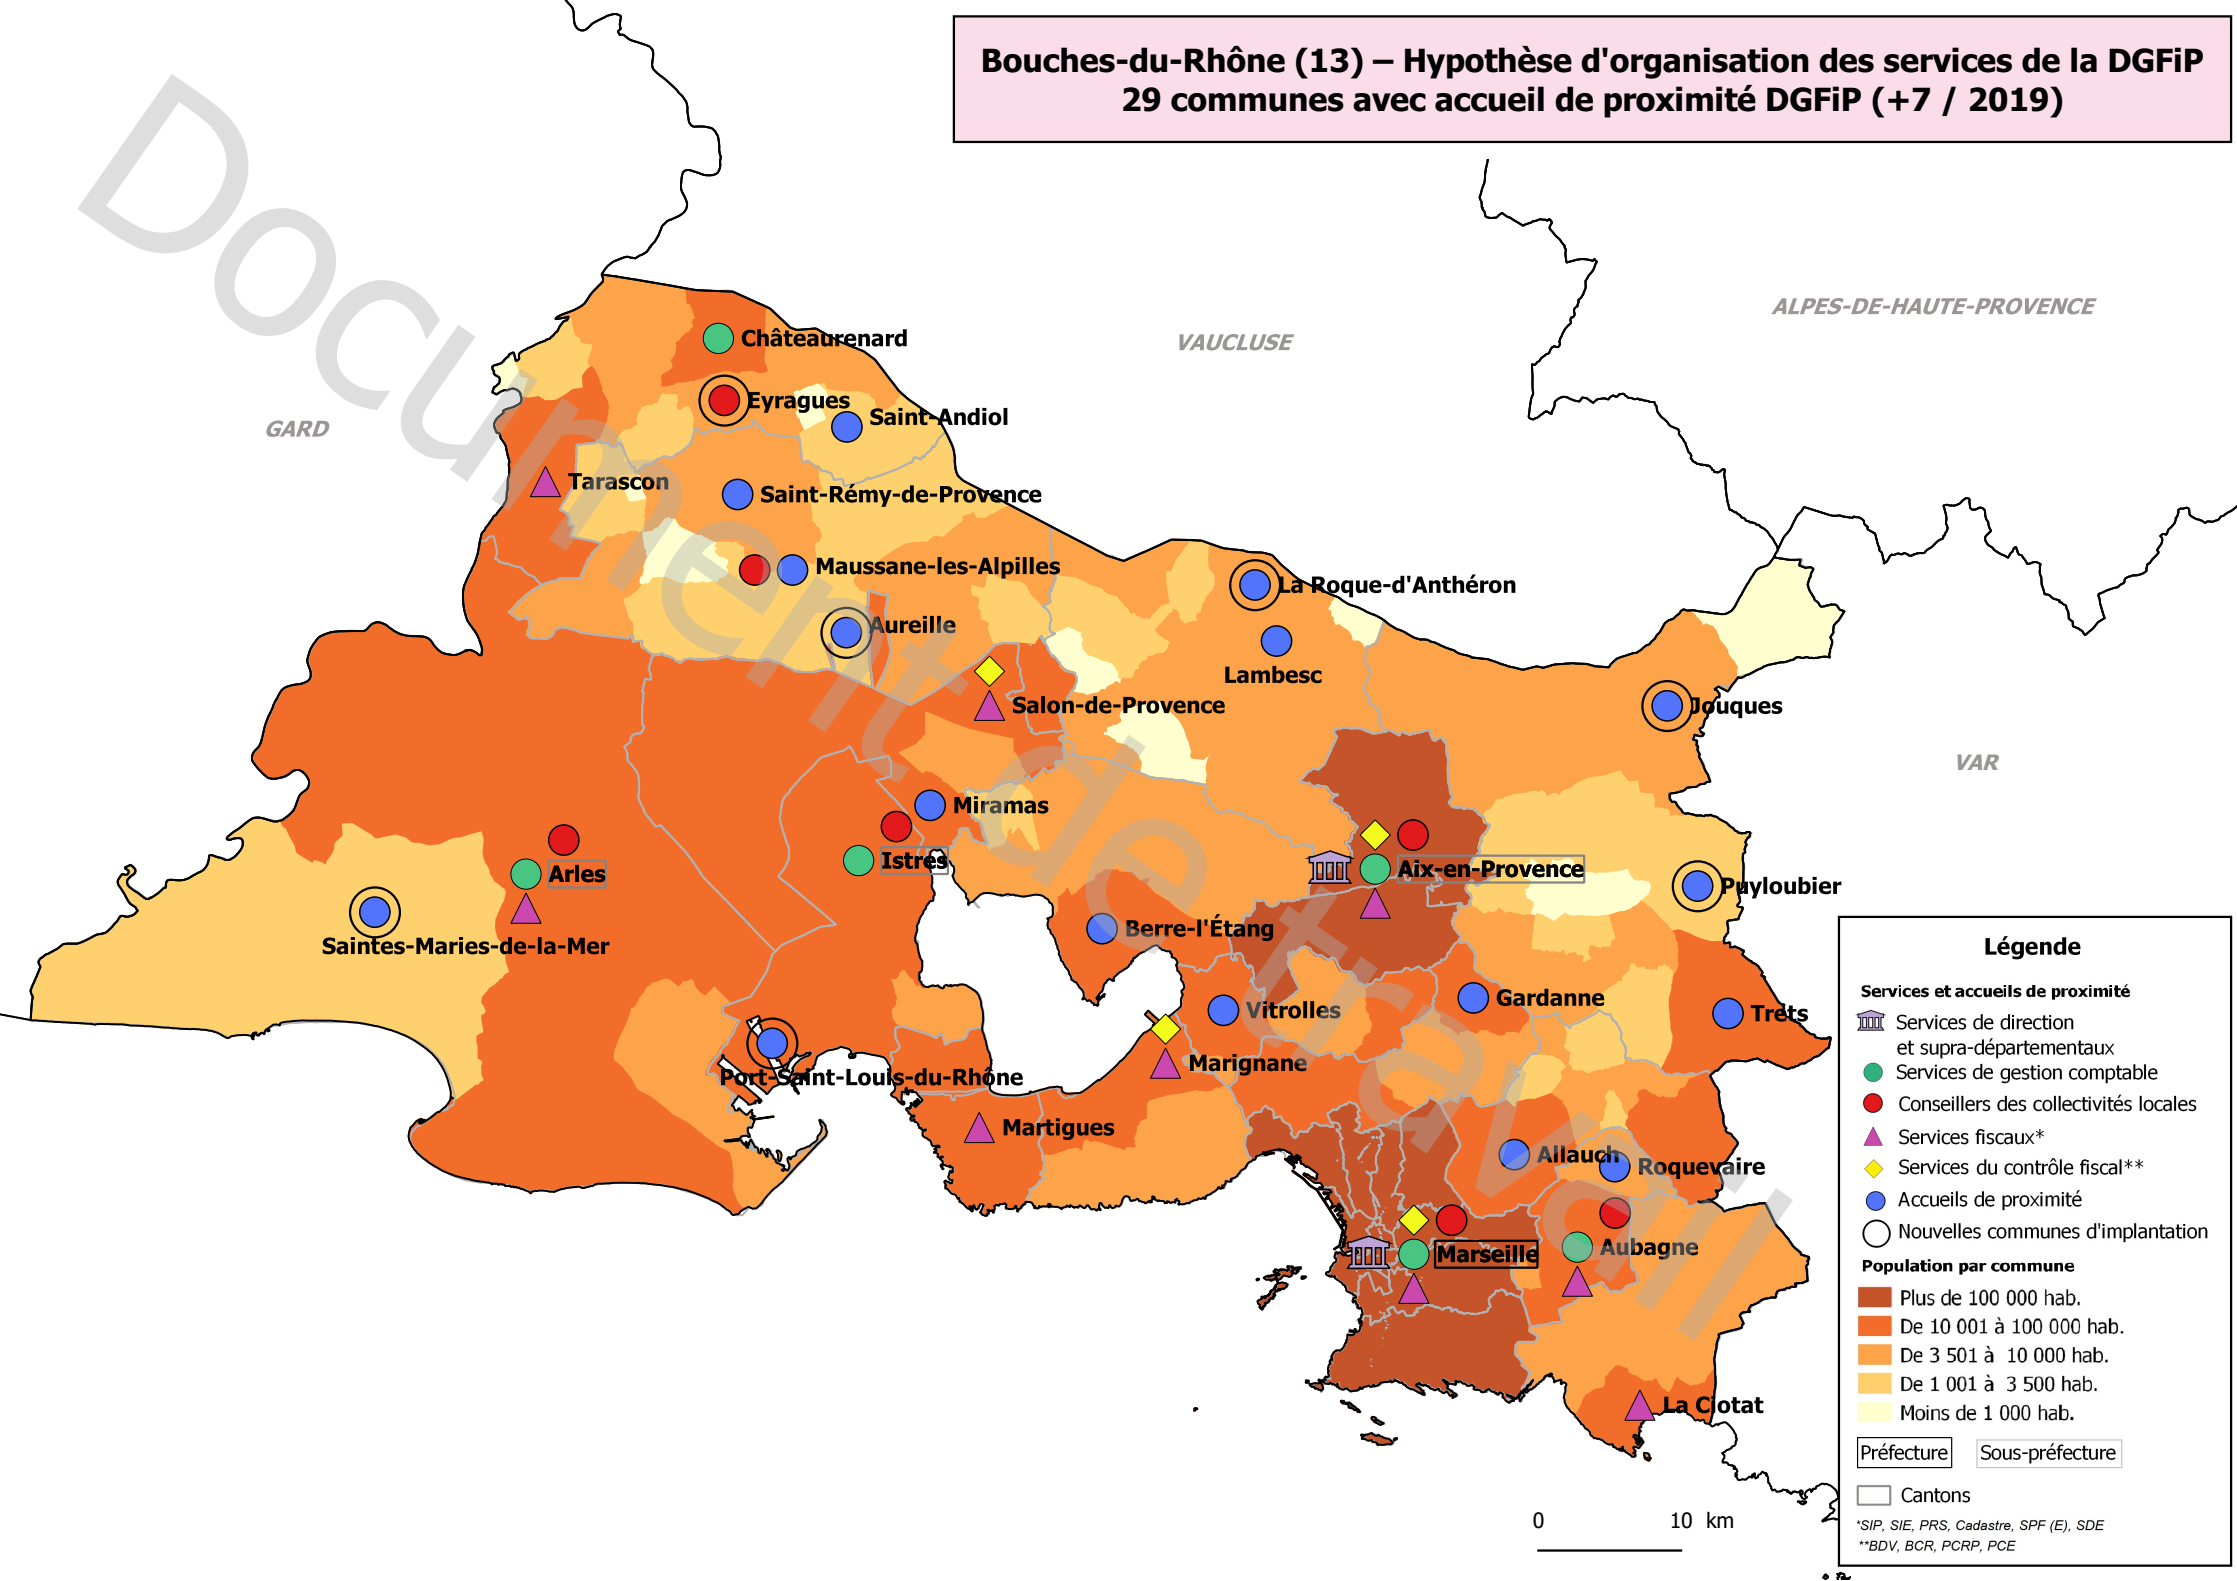 Bouches-du-Rhône (13) – Hypothèse d'organisation des services de la DGFiP
29 communes avec accueil de proximité DGFiP (+7 / 2019)
Document de travail
ALPES-DE-HAUTE-PROVENCE
VAUCLUSE
GARD
VAR
Châteaurenard
Eyragues
Saint-Andiol
Tarascon
Saint-Rémy-de-Provence
Maussane-les-Alpilles
La Roque-d'Anthéron
Aureille
Lambesc
Salon-de-Provence
Jouques
Miramas
Istres
Arles
Aix-en-Provence
Puyloubier
Saintes-Maries-de-la-Mer
Berre-l'Étang
Vitrolles
Gardanne
Trets
Marignane
Port-Saint-Louis-du-Rhône
Martigues
Allauch
Roquevaire
Marseille
Aubagne
La Ciotat
0 10 km
Légende
Services et accueils de proximité
Services de direction
et supra-départementaux
Services de gestion comptable
Conseillers des collectivités locales
Services fiscaux*
Services du contrôle fiscal**
Accueils de proximité
Nouvelles communes d'implantation
Population par commune
Plus de 100 000 hab.
De 10 001 à 100 000 hab.
De 3 501 à 10 000 hab.
De 1 001 à 3 500 hab.
Moins de 1 000 hab.
Préfecture Sous-préfecture
Cantons
*SIP, SIE, PRS, Cadastre, SPF (E), SDE
**BDV, BCR, PCRP, PCE